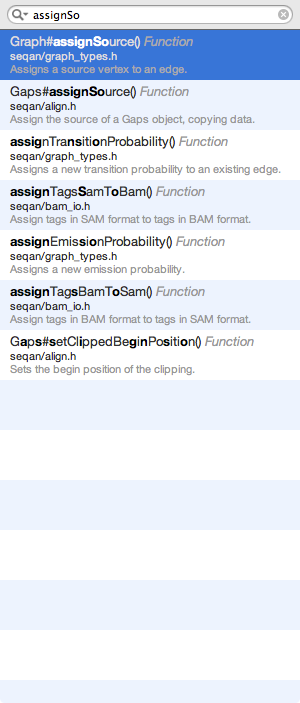 assignSo
Graph#assignSource() Function
seqan/graph_types.h
Assigns a source vertex to an edge.
Gaps#assignSource() Function
seqan/align.h
Assign the source of a Gaps object, copying data.
assignTransitionProbability() Function
seqan/graph_types.h
Assigns a new transition probability to an existing edge.
assignTagsSamToBam() Function
seqan/bam_io.h
Assign tags in SAM format to tags in BAM format.
assignEmissionProbability() Function
seqan/graph_types.h
Assigns a new emission probability.
assignTagsBamToSam() Function
seqan/bam_io.h
Assign tags in BAM format to tags in SAM format.
Gaps#setClippedBeginPosition() Function
seqan/align.h
Sets the begin position of the clipping.